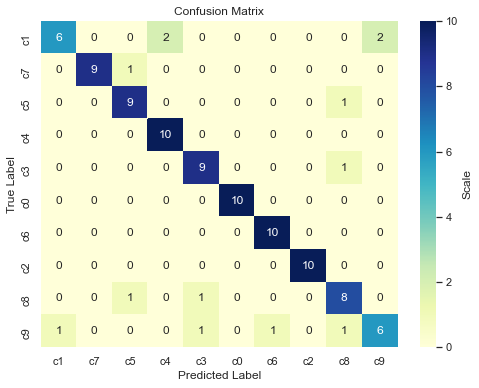 Confusion Matrix
c1 6 0 0 2 0 0 0 0 0 2
c7 0 9 1 0 0 0 0 0 0 0
c5 0 0 9 0 0 0 0 0 1 0
c4 0 0 0 10 0 0 0 0 0 0
c3 0 0 0 0 9 0 0 0 1 0
c0 0 0 0 0 0 10 0 0 0 0
c6 0 0 0 0 0 0 10 0 0 0
c2 0 0 0 0 0 0 0 10 0 0
c8 0 0 1 0 1 0 0 0 8 0
c9 1 0 0 0 1 0 1 0 1 6
c1 c7 c5 c4 c3 c0 c6 c2 c8 c9
Predicted Label
True Label
10
8
6
4
2
0
Scale